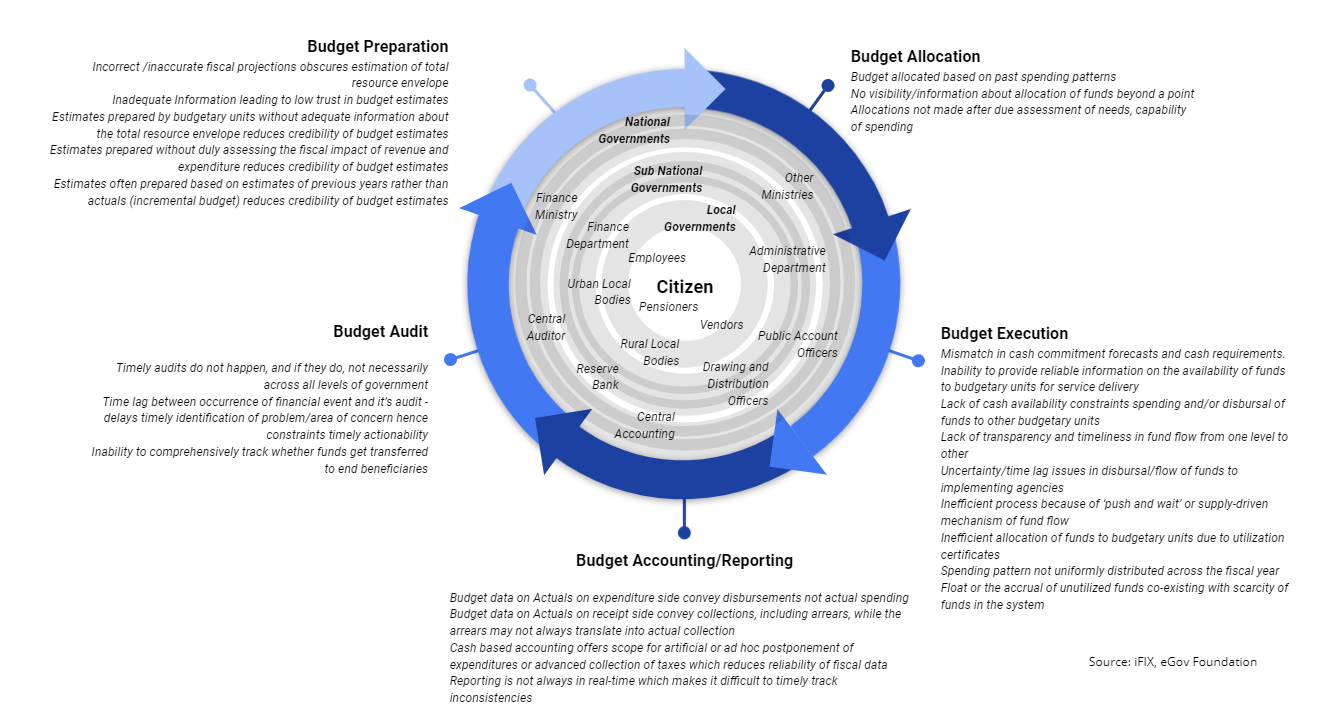 Budget Preparation
Incorrect /inaccurate fiscal projections obscures estimation of total
resource envelope
Inadequate Information leading to low trust in budget estimates
Estimates prepared by budgetary units without adequate information about
the total resource envelope reduces credibility of budget estimates
Estimates prepared without duly assessing the fiscal impact of revenue and
expenditure reduces credibility of budget estimates
Estimates often prepared based on estimates of previous years rather than
actuals (incremental budget) reduces credibility of budget estimates
Budget Allocation
Budget allocated based on past spending patterns
No visibility/information about allocation of funds beyond a point
Allocations not made after due assessment of needs, capability
of spending
National
Governments
Sub National
Governments
Local
Governments
Other
Ministries
Finance
Ministry
Finance
Department
Employees
Administrative
Department
Urban Local
Bodies
Citizen
Pensioners
Vendors
Central
Auditor
Public Account
Officers
Rural Local
Bodies
Reserve
Bank
Drawing and
Distribution
Officers
Central
Accounting
Budget Audit
Timely audits do not happen, and if they do, not necessarily
across all levels of government
Time lag between occurrence of financial event and it's audit -
delays timely identification of problem/area of concern hence
constraints timely actionability
Inability to comprehensively track whether funds get transferred
to end beneficiaries
Budget Execution
Mismatch in cash commitment forecasts and cash requirements.
Inability to provide reliable information on the availability of funds
to budgetary units for service delivery
Lack of cash availability constraints spending and/or disbursal of
funds to other budgetary units
Lack of transparency and timeliness in fund flow from one level to
other
Uncertainty/time lag issues in disbursal/flow of funds to
implementing agencies
Inefficient process because of 'push and wait' or supply-driven
mechanism of fund flow
Inefficient allocation of funds to budgetary units due to utilization
certificates
Spending pattern not uniformly distributed across the fiscal year
Float or the accrual of unutilized funds co-existing with scarcity of
funds in the system
Budget Accounting/Reporting
Budget data on Actuals on expenditure side convey disbursements not actual spending
Budget data on Actuals on receipt side convey collections, including arrears, while the
arrears may not always translate into actual collection
Cash based accounting offers scope for artificial or ad hoc postponement of
expenditures or advanced collection of taxes which reduces reliability of fiscal data
Reporting is not always in real-time which makes it difficult to timely track
inconsistencies
Source: iFIX, eGov Foundation